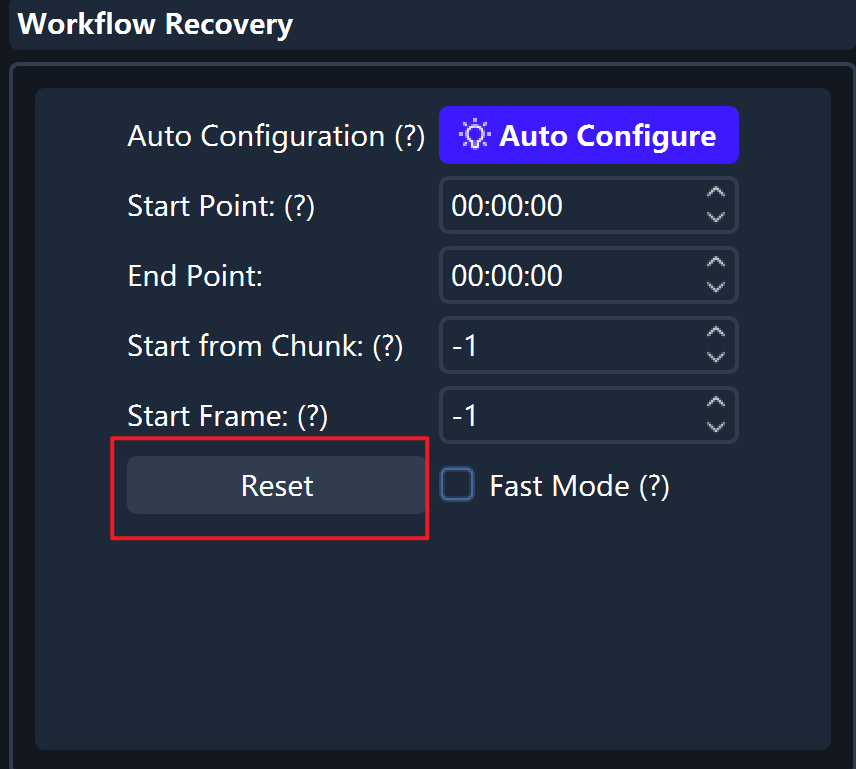 Workflow Recovery
Auto Configuration (?) Auto Configure
Start Point: (?) 00:00:00
End Point: 00:00:00
Start from Chunk: (?) -1
Start Frame: (?) -1
Reset Fast Mode (?)